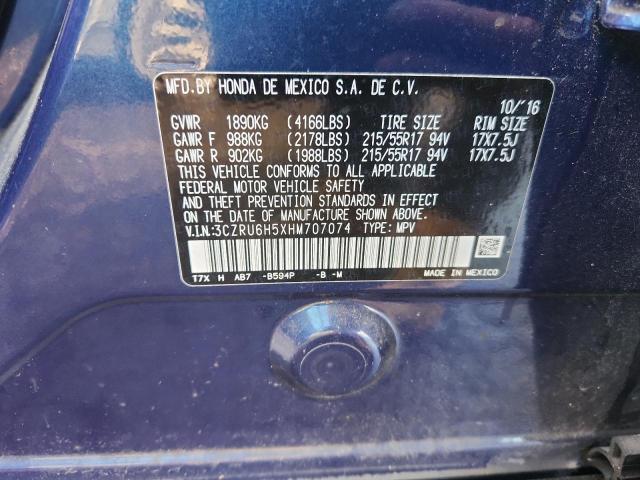 MFD.BY HONDA DE MEXICO S.A. DE C.V.
10/'16
GVWR 1890KG (4166LBS) TIRE SIZE RIM SIZE
GAWR F 988KG (2178LBS) 215/55R17 94V 17X7.5J
GAWR R 902KG (1988LBS) 215/55R17 94V 17X7.5J
THIS VEHICLE CONFORMS TO ALL APPLICABLE
FEDERAL MOTOR VEHICLE SAFETY
AND THEFT PREVENTION STANDARDS IN EFFECT
ON THE DATE OF MANUFACTURE SHOWN ABOVE.
V.I.N:3CZRU6H5XHM707074 TYPE: MPV
T7X H AB7 -B594P -B -M
MADE IN MEXICO